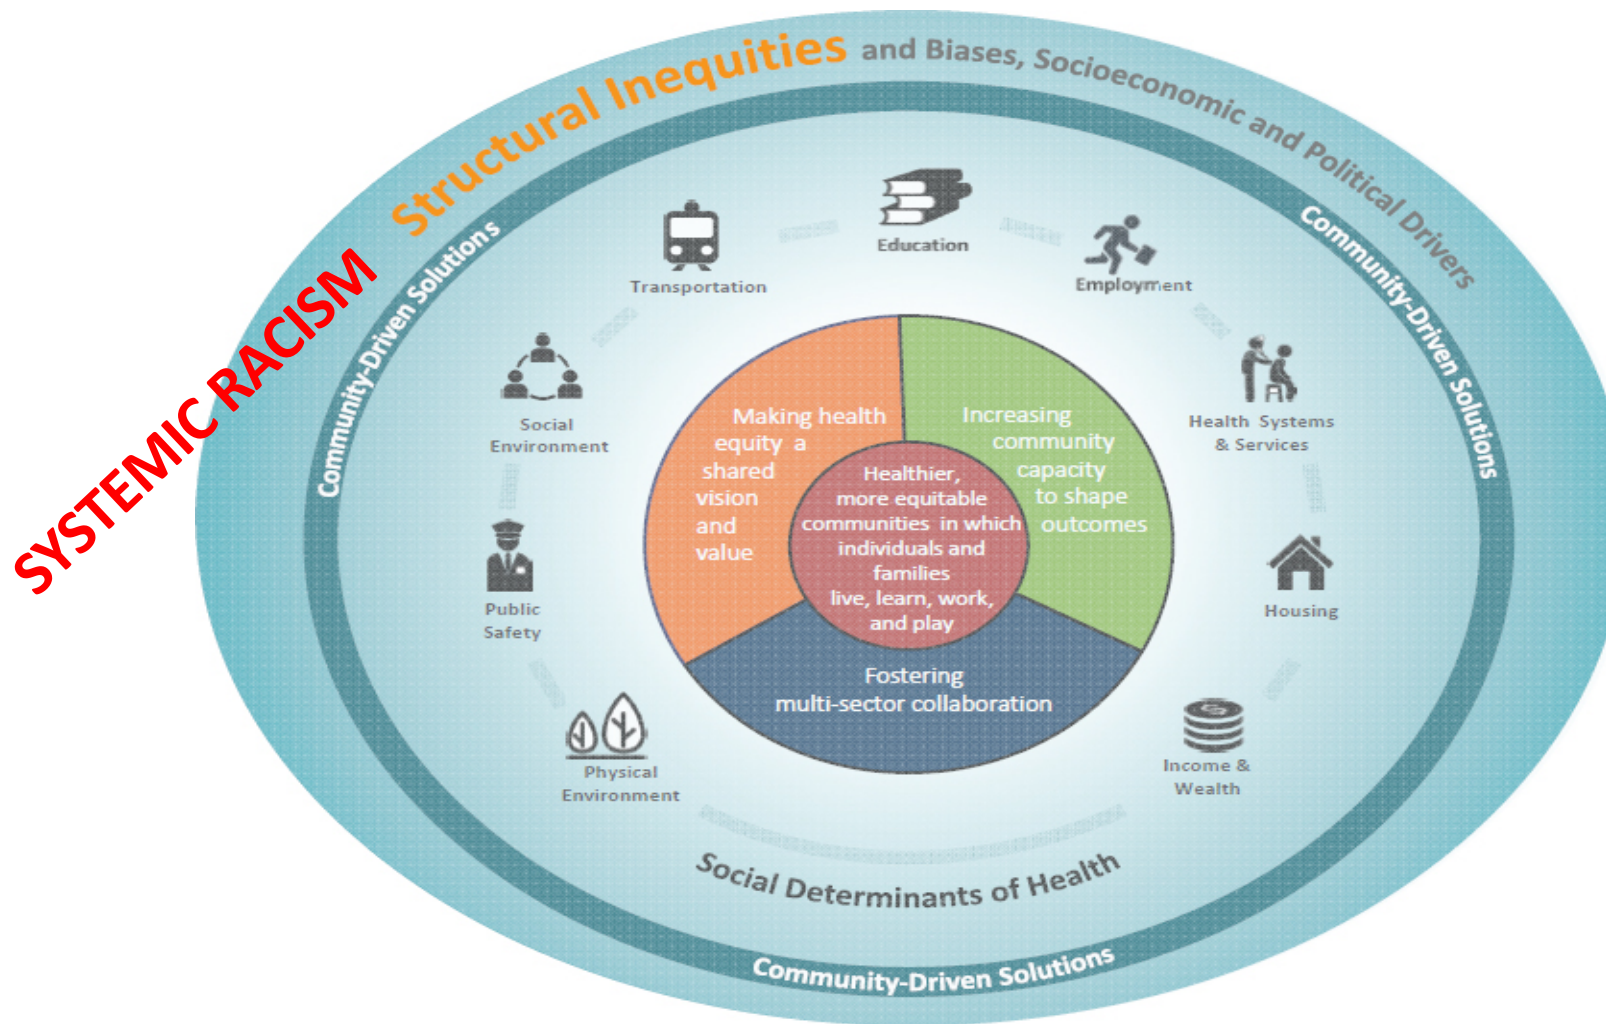 SYSTEMIC RACISM
Structural Inequities and Biases, Socioeconomic and Political Drivers
Community-Driven Solutions
Community-Driven Solutions
Education
Transportation
Employment
Social
Environment
Health Systems
& Services
Public
Safety
Housing
Physical
Environment
Income &
Wealth
Making health
equity a
shared
vision
and
value
Increasing
community
capacity
to shape
outcomes
Healthier,
more equitable
communities in which
individuals and
families
live, learn, work,
and play
Fostering
multi-sector collaboration
Social Determinants of Health
Community-Driven Solutions